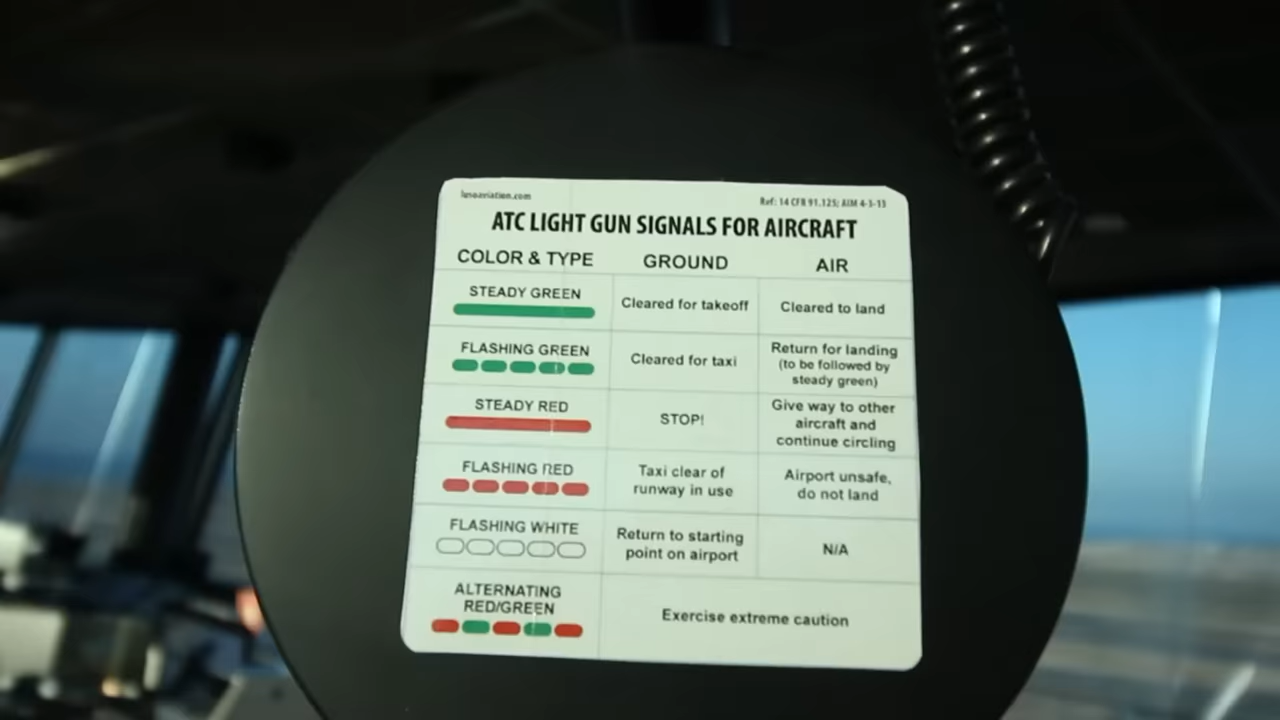 lusoaviation.com
Ref: 14 CFR 91.125; AIM 4-3-13
ATC LIGHT GUN SIGNALS FOR AIRCRAFT
COLOR & TYPE GROUND AIR
STEADY GREEN
Cleared for takeoff
Cleared to land
FLASHING GREEN
Cleared for taxi
Return for landing
(to be followed by
steady green)
STEADY RED
STOP!
Give way to other
aircraft and
continue circling
FLASHING RED
Taxi clear of
runway in use
Airport unsafe,
do not land
FLASHING WHITE
Return to starting
point on airport
N/A
ALTERNATING
RED/GREEN
Exercise extreme caution